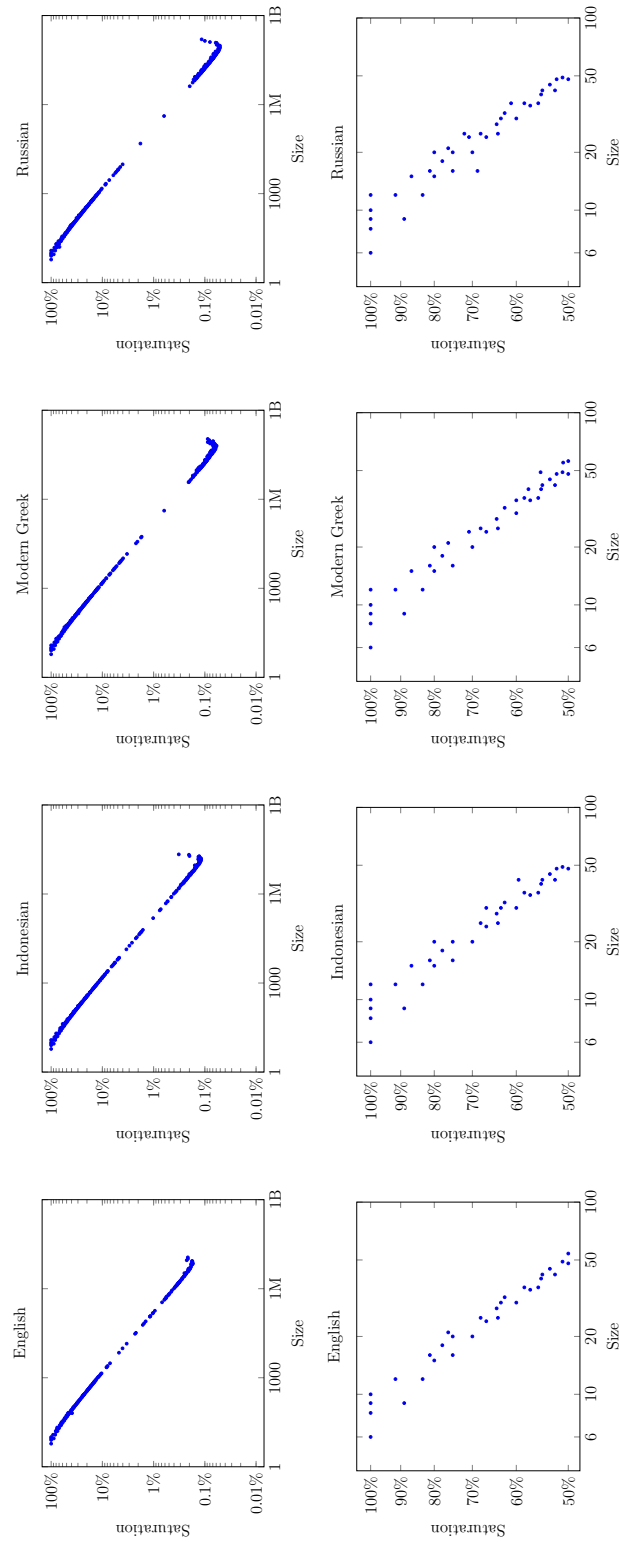 English
100%
10%
1%
0.1%
0.01%
Saturation
1
1000
1M
1B
Size
Indonesian
100%
10%
1%
0.1%
0.01%
Saturation
1
1000
1M
1B
Size
Modern Greek
100%
10%
1%
0.1%
0.01%
Saturation
1
1000
1M
1B
Size
Russian
100%
10%
1%
0.1%
0.01%
Saturation
1
1000
1M
1B
Size
English
100%
90%
80%
70%
60%
50%
Saturation
6
10
20
50
100
Size
Indonesian
100%
90%
80%
70%
60%
50%
Saturation
6
10
20
50
100
Size
Modern Greek
100%
90%
80%
70%
60%
50%
Saturation
6
10
20
50
100
Size
Russian
100%
90%
80%
70%
60%
50%
Saturation
6
10
20
50
100
Size